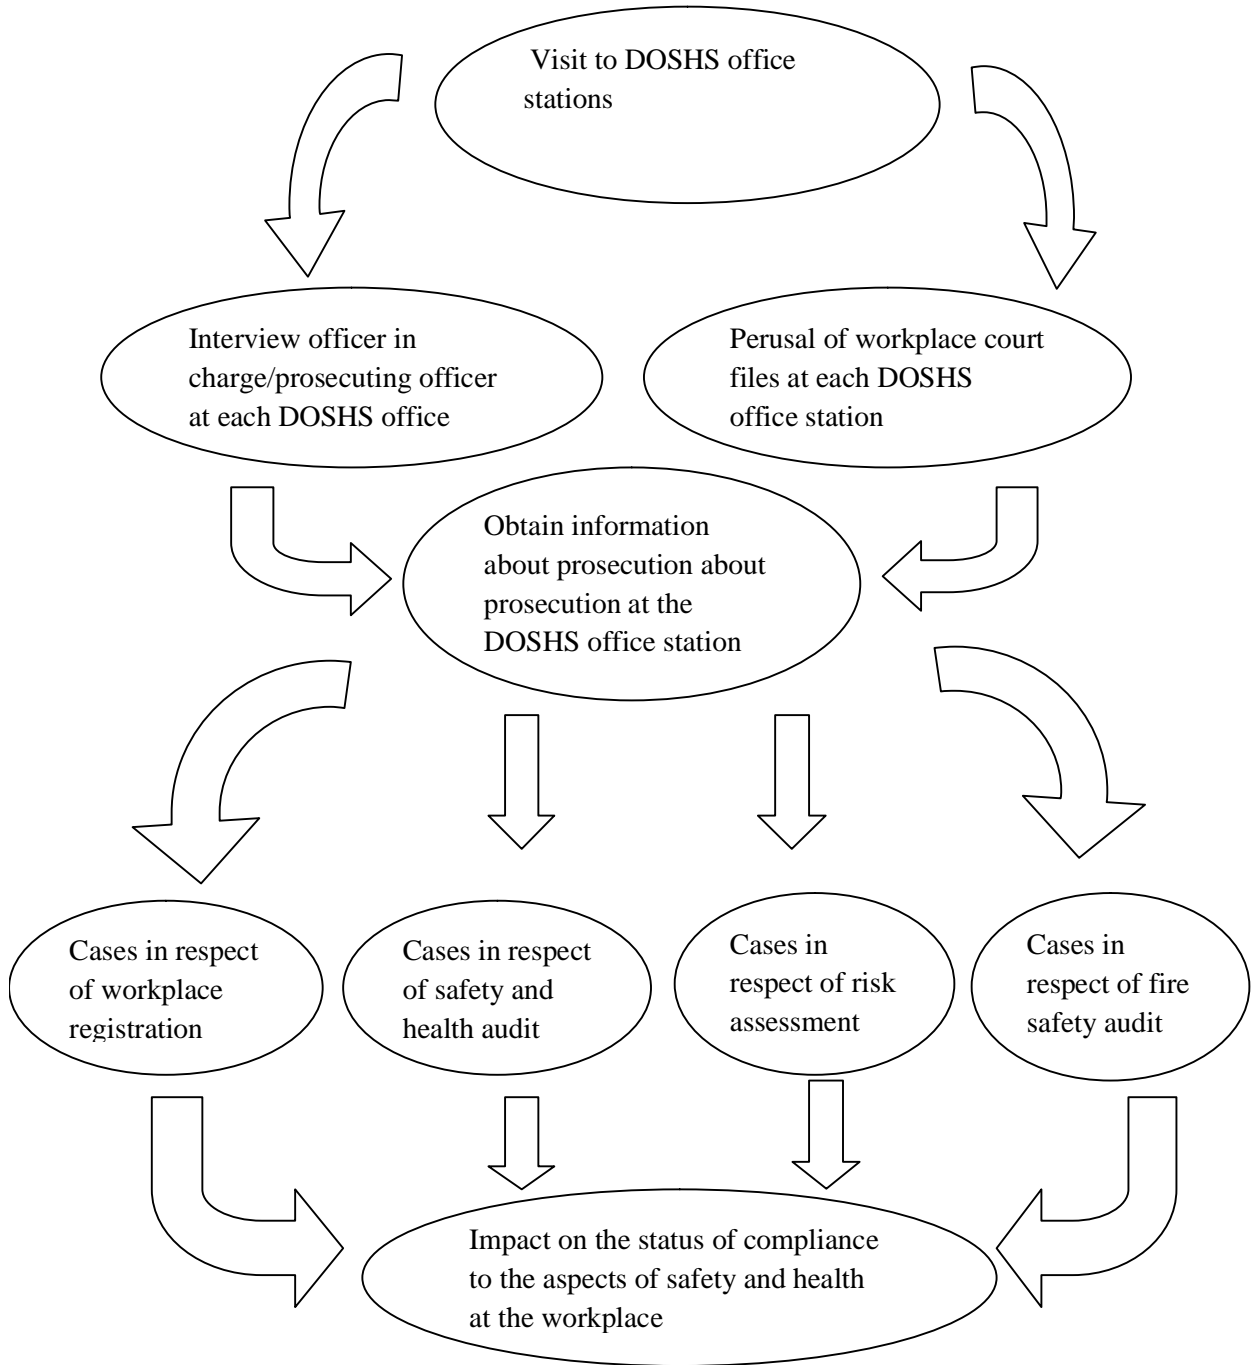 Visit to DOSHS office
stations
Interview officer in
charge/prosecuting officer
at each DOSHS office
Perusal of workplace court
files at each DOSHS
office station
Obtain information
about prosecution about
prosecution at the
DOSHS office station
Cases in respect
of workplace
registration
Cases in respect
of safety and
health audit
Cases in
respect of risk
assessment
Cases in
respect of fire
safety audit
Impact on the status of compliance
to the aspects of safety and health
at the workplace